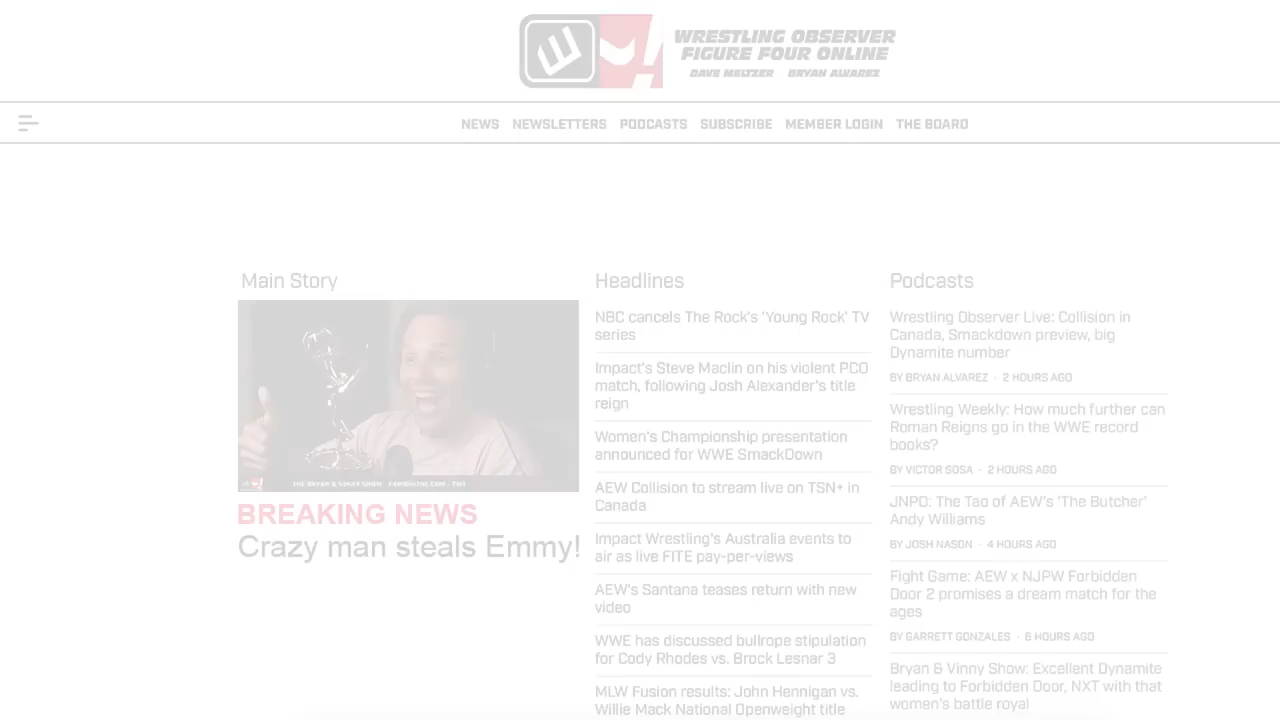 WRESTLING OBSERVER
FIGURE FOUR ONLINE
DAVE MELTZER BRYAN ALVAREZ
NEWS NEWSLETTERS PODCASTS SUBSCRIBE MEMBER LOGIN THE BOARD
Main Story
THE BRYAN & VINNY SHOW
BREAKING NEWS
Crazy man steals Emmy!
Headlines
NBC cancels The Rock's 'Young Rock' TV
series
Impact's Steve Maclin on his violent PCO
match, following Josh Alexander's title
reign
Women's Championship presentation
announced for WWE SmackDown
AEW Collision to stream live on TSN+ in
Canada
Impact Wrestling's Australia events to
air as live FITE pay-per-views
AEW's Santana teases return with new
video
WWE has discussed bullrope stipulation
for Cody Rhodes vs. Brock Lesnar 3
MLW Fusion results: John Hennigan vs.
Willie Mack National Openweight title
Podcasts
Wrestling Observer Live: Collision in
Canada, Smackdown preview, big
Dynamite number
BY BRYAN ALVAREZ · 2 HOURS AGO
Wrestling Weekly: How much further can
Roman Reigns go in the WWE record
books?
BY VICTOR SOSA · 2 HOURS AGO
JNPO: The Tao of AEW's 'The Butcher'
Andy Williams
BY JOSH NASON · 4 HOURS AGO
Fight Game: AEW x NJPW Forbidden
Door 2 promises a dream match for the
ages
BY GARRETT GONZALES · 6 HOURS AGO
Bryan & Vinny Show: Excellent Dynamite
leading to Forbidden Door, NXT with that
women's battle royal